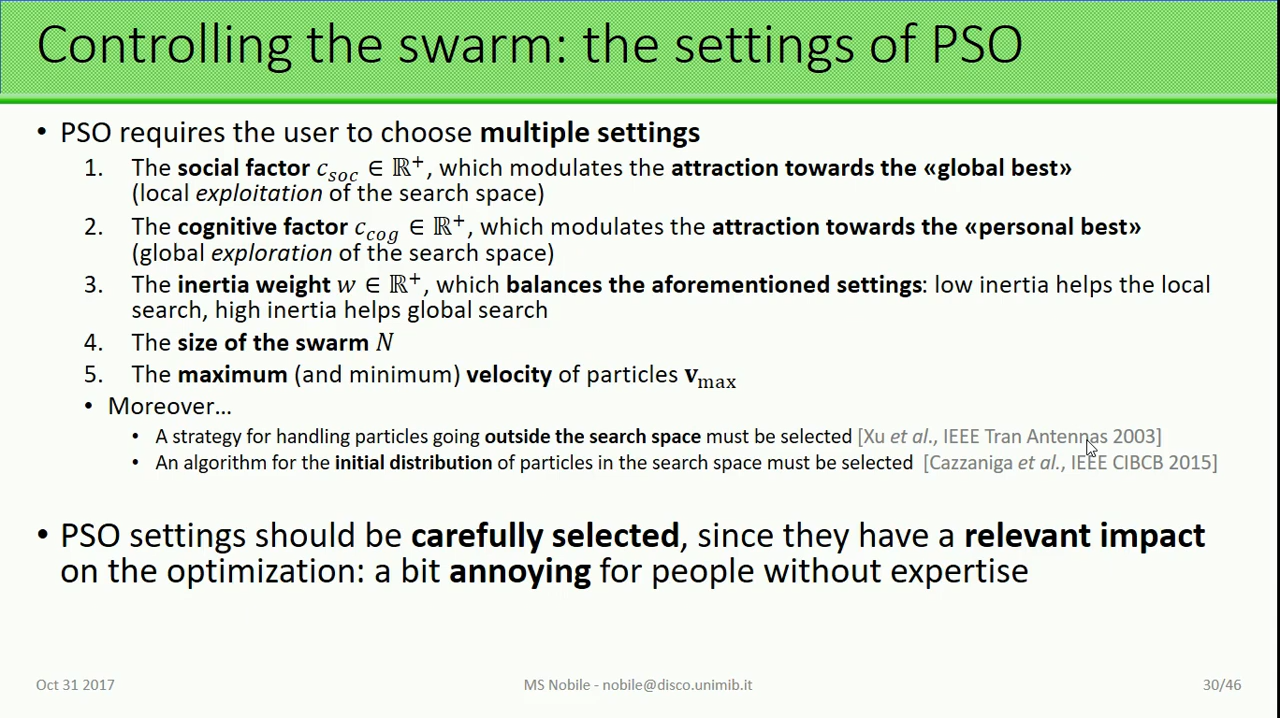 Controlling the swarm: the settings of PSO
• PSO requires the user to choose multiple settings
1. The social factor c_soc ∈ ℝ⁺, which modulates the attraction towards the «global best»
(local exploitation of the search space)
2. The cognitive factor c_cog ∈ ℝ⁺, which modulates the attraction towards the «personal best»
(global exploration of the search space)
3. The inertia weight w ∈ ℝ⁺, which balances the aforementioned settings: low inertia helps the local
search, high inertia helps global search
4. The size of the swarm N
5. The maximum (and minimum) velocity of particles v_max
• Moreover…
• A strategy for handling particles going outside the search space must be selected [Xu et al., IEEE Tran Antennas 2003]
• An algorithm for the initial distribution of particles in the search space must be selected [Cazzaniga et al., IEEE CIBCB 2015]
• PSO settings should be carefully selected, since they have a relevant impact
on the optimization: a bit annoying for people without expertise
Oct 31 2017 MS Nobile - nobile@disco.unimib.it 30/46